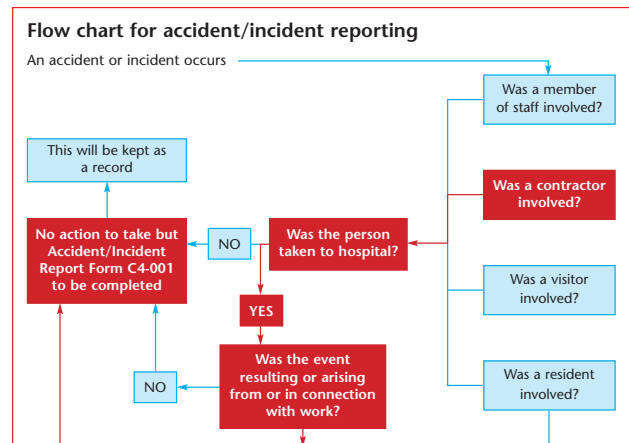 Flow chart for accident/incident reporting
An accident or incident occurs
Was a member
of staff involved?
This will be kept as
a record
Was a contractor
involved?
No action to take but
Accident/Incident
Report Form C4-001
to be completed
NO
Was the person
taken to hospital?
Was a visitor
involved?
YES
Was the event
resulting or arising
from or in connection
with work?
NO
Was a resident
involved?